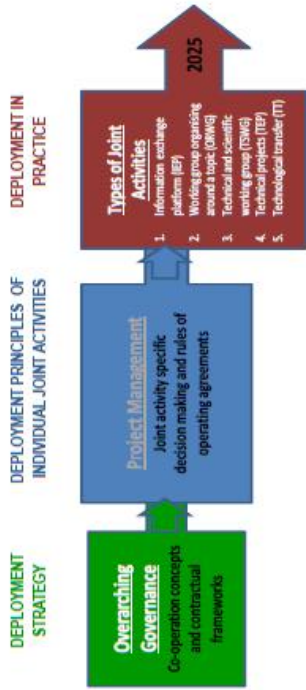 DEPLOYMENT
STRATEGY
Overarching
Governance
Co-operation concepts
and contractual
frameworks
DEPLOYMENT PRINCIPLES OF
INDIVIDUAL JOINT ACTIVITIES
Project Management
Joint activity specific
decision making and rules of
operating agreements
DEPLOYMENT IN
PRACTICE
Types of Joint
Activities
1. Information exchange
platform (IEP)
2. Working group organising
around a topic (ORWG)
3. Technical and scientific
working group (TSWG)
4. Technical projects (TEP)
5. Technological transfer (TT)
2025